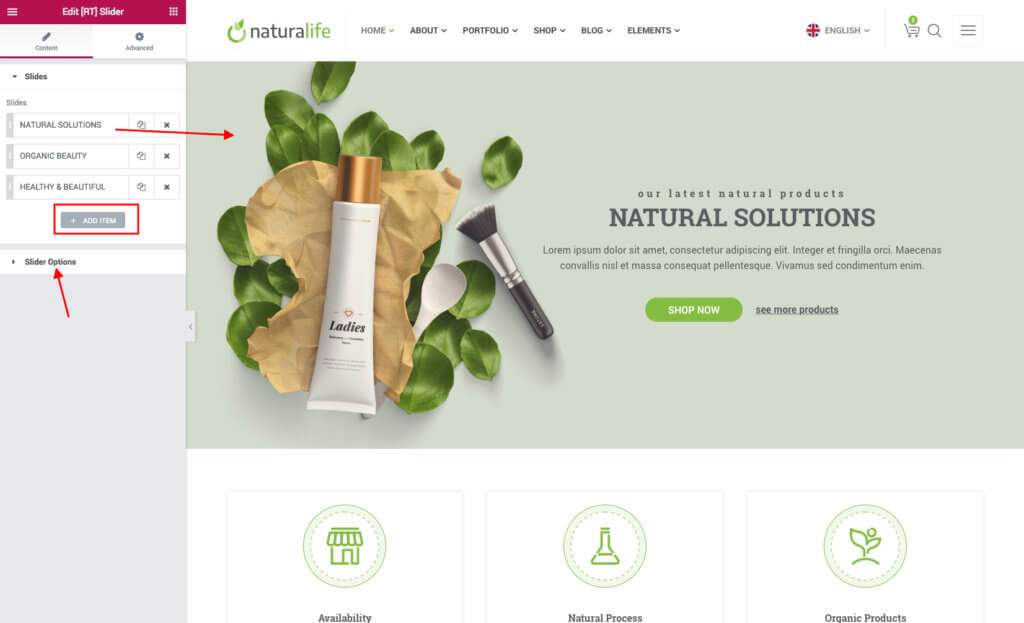 Edit [RT] Slider
Content
Advanced
Slides
Slides
NATURAL SOLUTIONS
ORGANIC BEAUTY
HEALTHY & BEAUTIFUL
+ ADD ITEM
Slider Options
naturalife
HOME ABOUT PORTFOLIO SHOP BLOG ELEMENTS
ENGLISH
our latest natural products
NATURAL SOLUTIONS
Lorem ipsum dolor sit amet, consectetur adipiscing elit. Integer et fringilla orci. Maecenas
convallis nisl et massa consequat pellentesque. Vivamus sed condimentum enim.
SHOP NOW see more products
Ladies
Availability
Natural Process
Organic Products